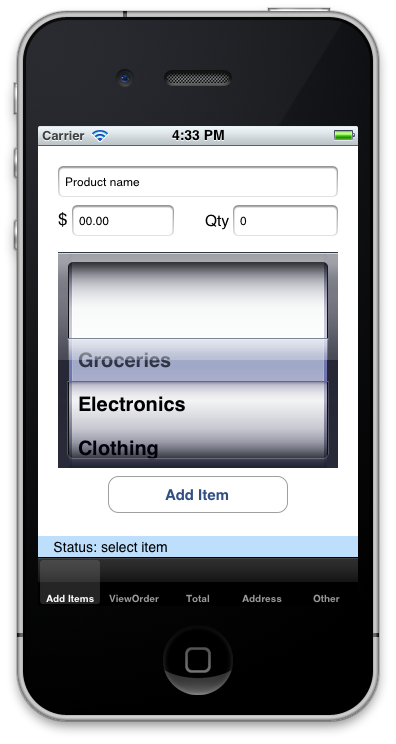 Carrier 4:33 PM
Product name
$ 00.00 Qty 0
Groceries
Electronics
Clothing
Add Item
Status: select item
Add Items ViewOrder Total Address Other